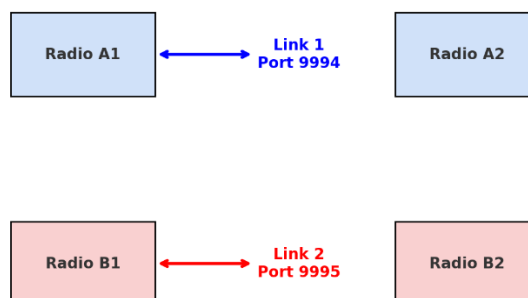 Radio A1
Link 1
Port 9994
Radio A2
Radio B1
Link 2
Port 9995
Radio B2